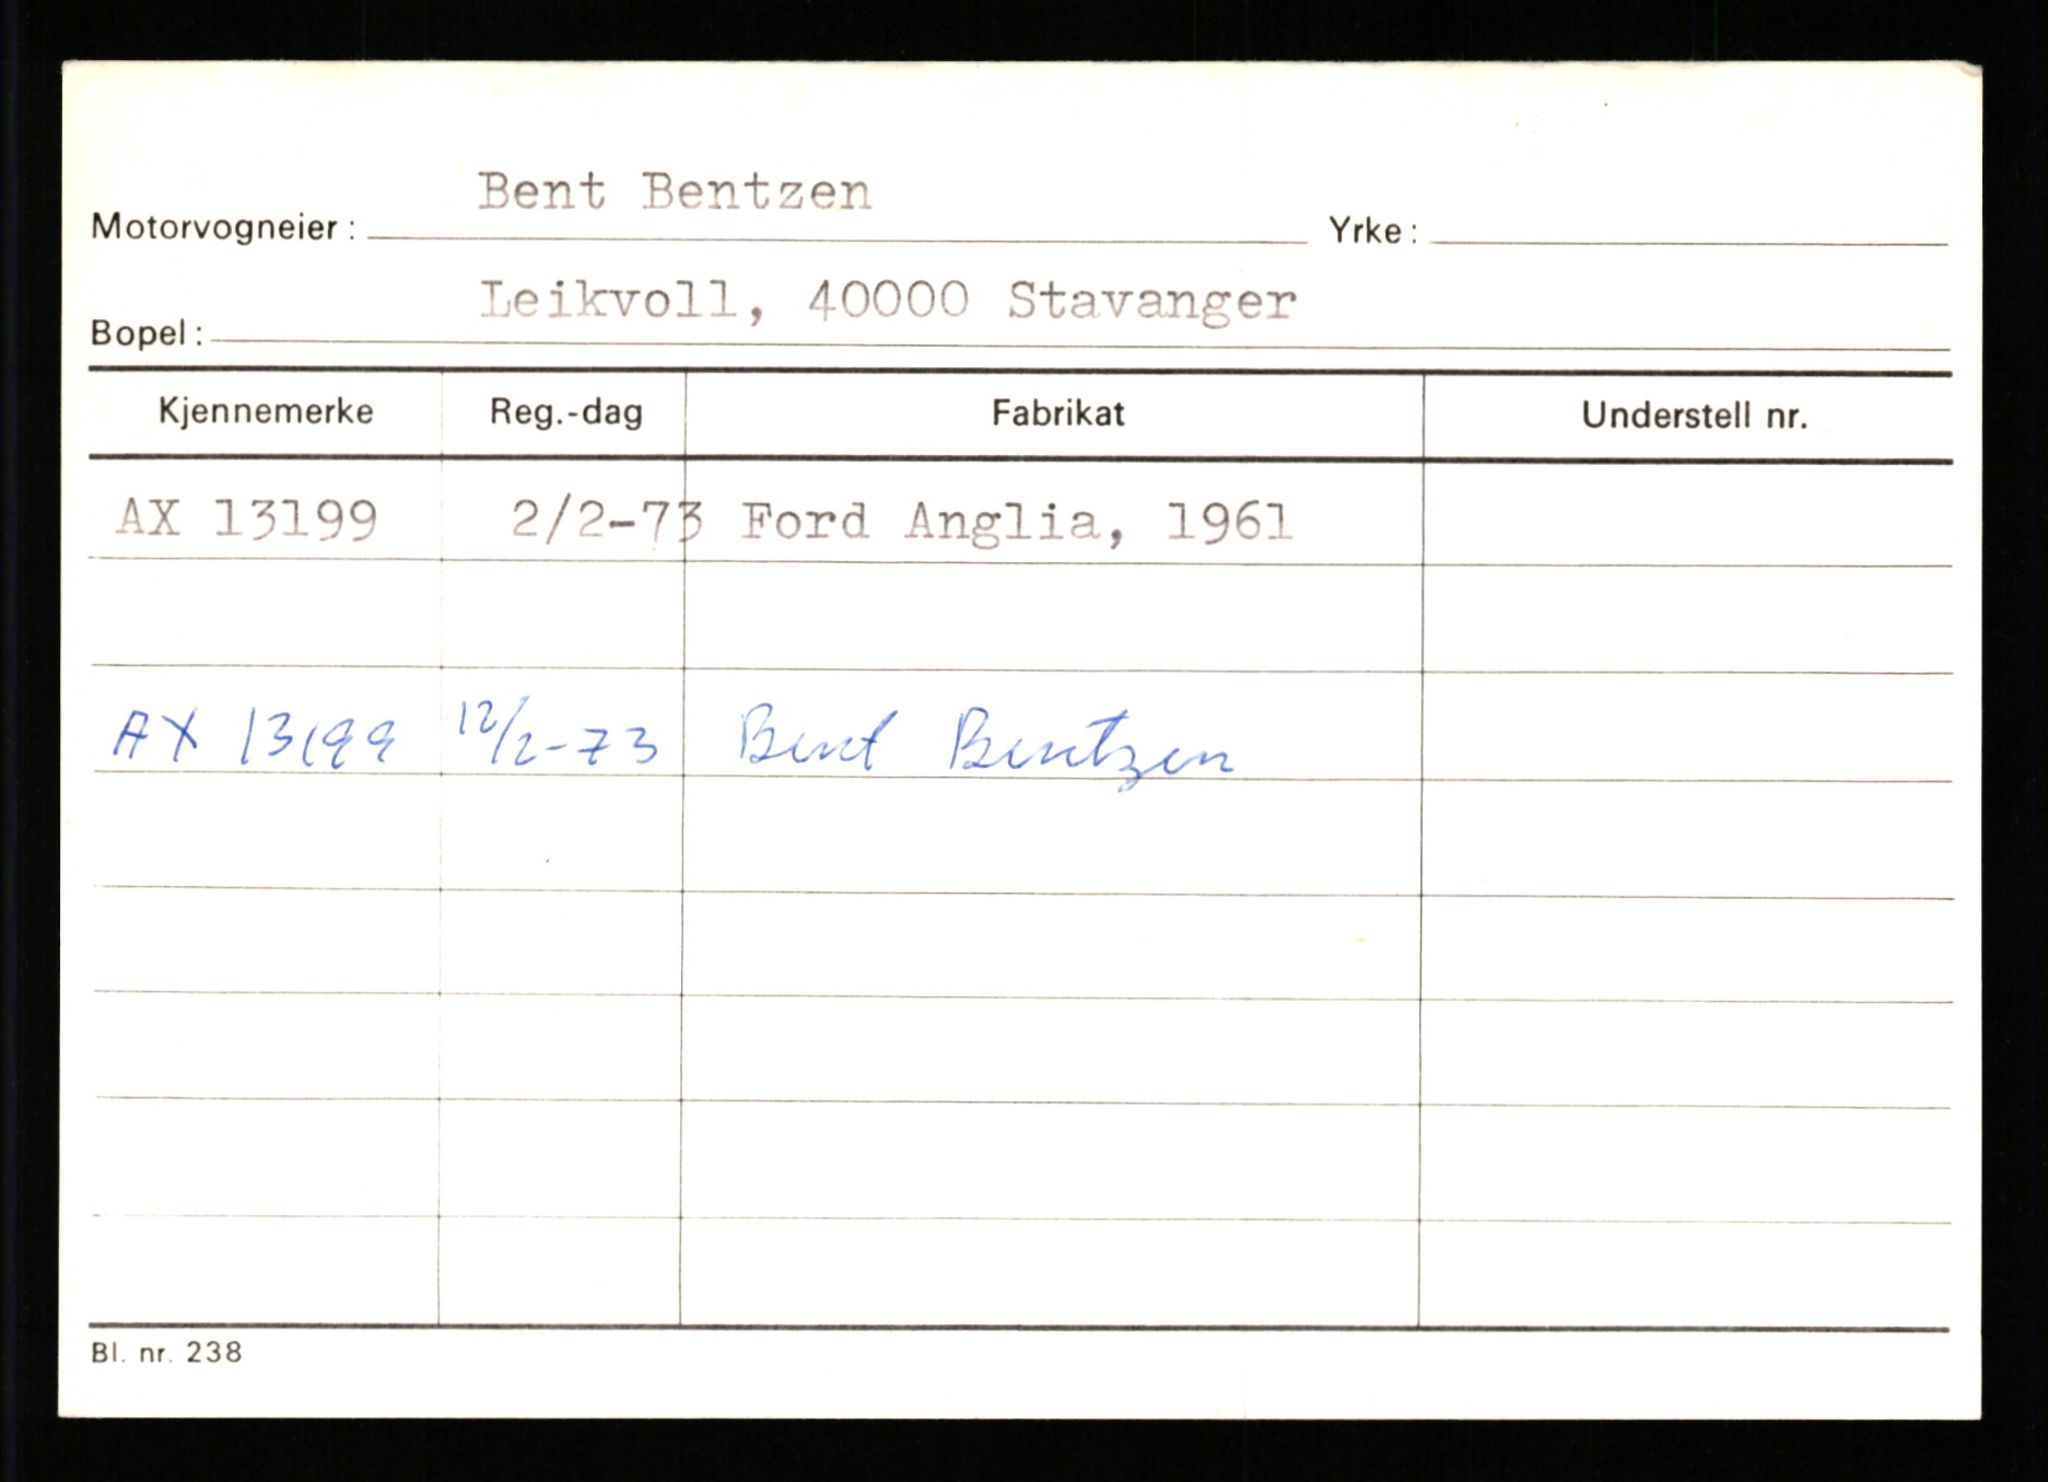 Bent Bentzen
Motorvogneier: Yrke:
Leikvoll, 40000 Stavanger
Bopel:
Kjennemerke Reg.-dag Fabrikat Understell nr.
AX 13199 2/2-73 Ford Anglia, 1961
AX 13199 12/2-73 Bent Bentzen
Bl. nr. 238